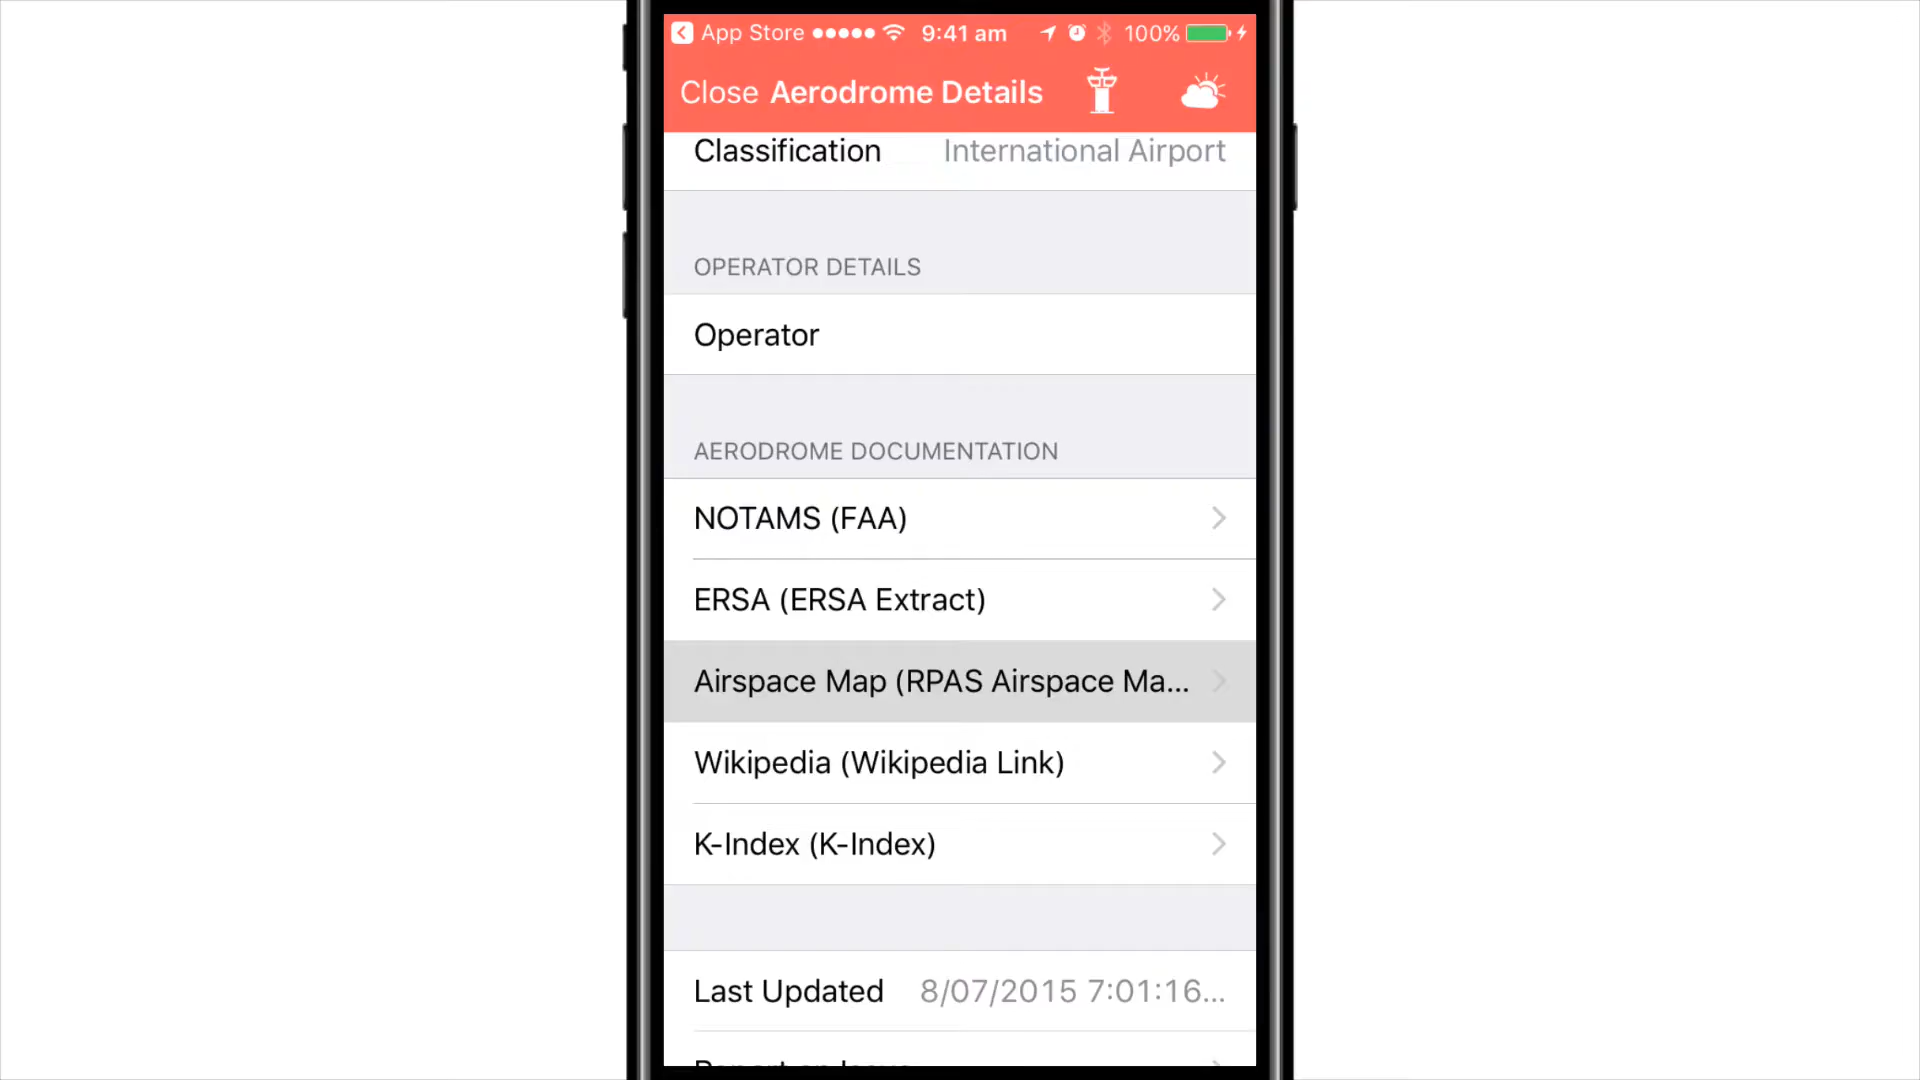 App Store 9:41 am 100%
Close Aerodrome Details
Classification International Airport
OPERATOR DETAILS
Operator
AERODROME DOCUMENTATION
NOTAMS (FAA)
ERSA (ERSA Extract)
Airspace Map (RPAS Airspace Ma...
Wikipedia (Wikipedia Link)
K-Index (K-Index)
Last Updated 8/07/2015 7:01:16...